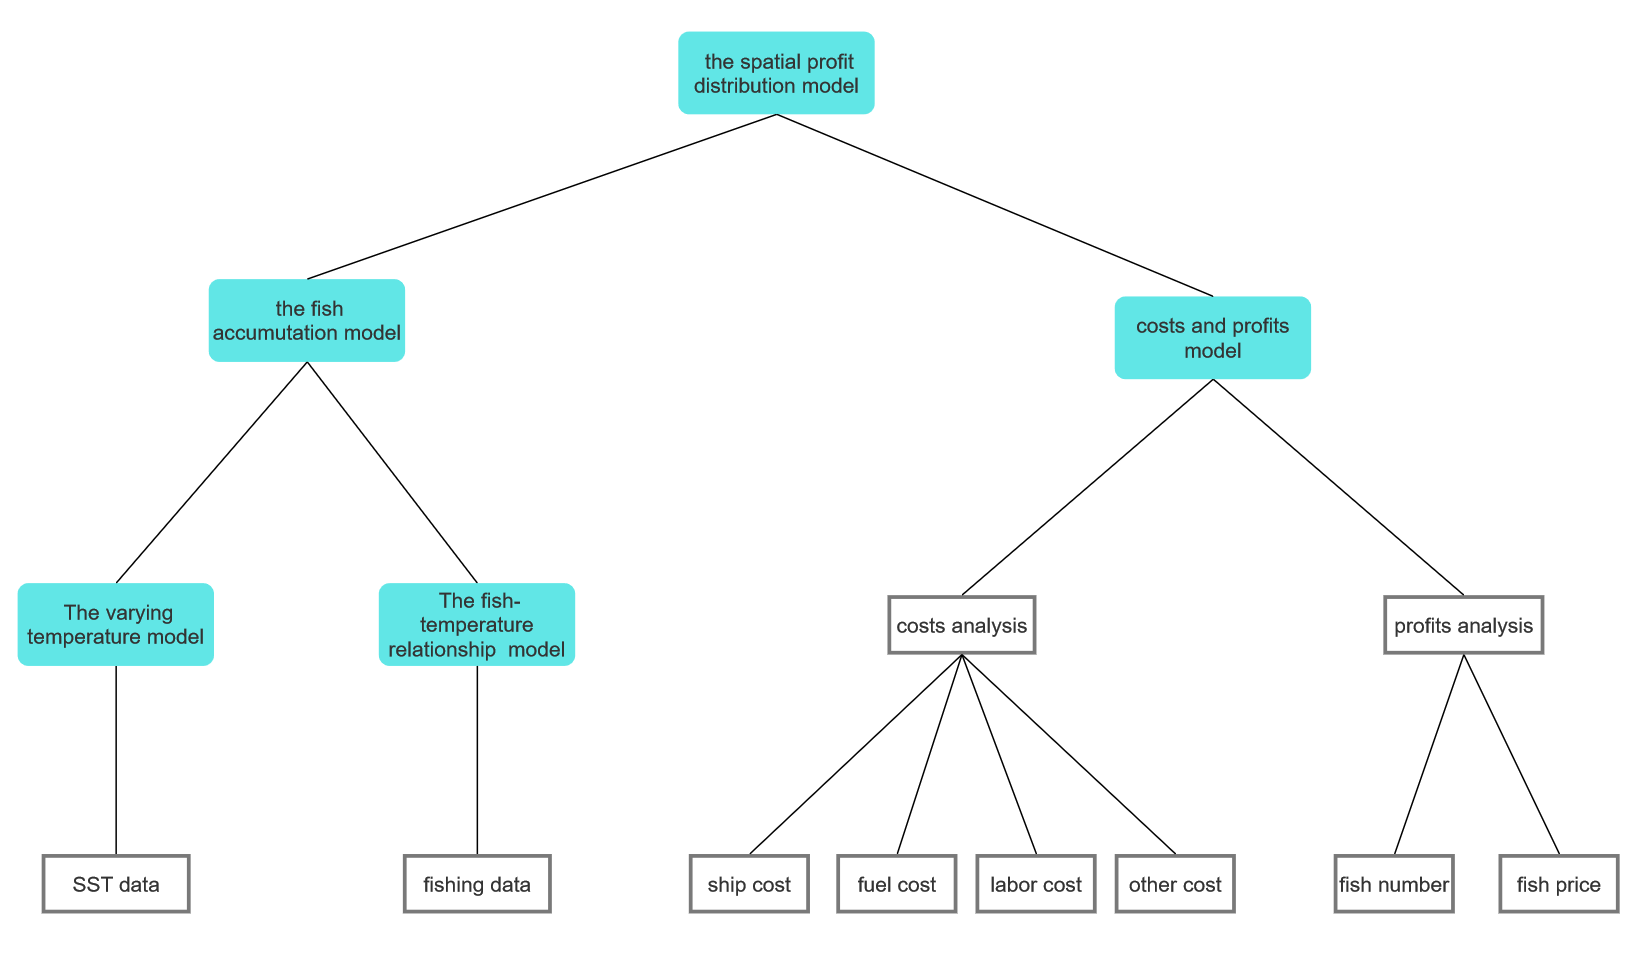 the spatial profit
distribution model
the fish
accumutation model
costs and profits
model
The varying
temperature model
The fish-
temperature
relationship  model
costs analysis
profits analysis
SST data
fishing data
ship cost
fuel cost
labor cost
other cost
fish number
fish price